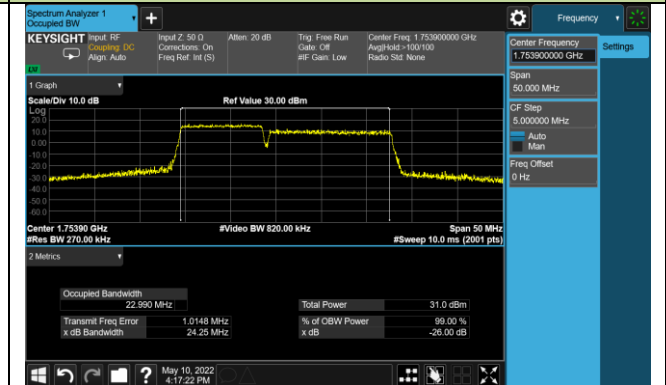 Spectrum Analyzer 1
Occupied BW
+
Frequency
KEYSIGHT
Input: RF
Coupling: DC
Align: Auto
Input Z: 50 Ω
Corrections: On
Freq Ref: Int (S)
Atten: 20 dB
Trig: Free Run
Gate: Off
#IF Gain: Low
Center Freq: 1.753900000 GHz
Avg|Hold:>100/100
Radio Std: None
Center Frequency
1.753900000 GHz
Settings
Span
50.000 MHz
CF Step
5.000000 MHz
Auto
Man
Freq Offset
0 Hz
1 Graph
Scale/Div 10.0 dB
Ref Value 30.00 dBm
Log
20.0
10.0
0.00
-10.0
-20.0
-30.0
-40.0
-50.0
-60.0
Center 1.75390 GHz
#Video BW 820.00 kHz
Span 50 MHz
#Res BW 270.00 kHz
#Sweep 10.0 ms (2001 pts)
2 Metrics
Occupied Bandwidth
22.990 MHz
Total Power 31.0 dBm
Transmit Freq Error 1.0148 MHz
% of OBW Power 99.00 %
x dB Bandwidth 24.25 MHz
x dB -26.00 dB
?
May 10, 2022
4:17:22 PM